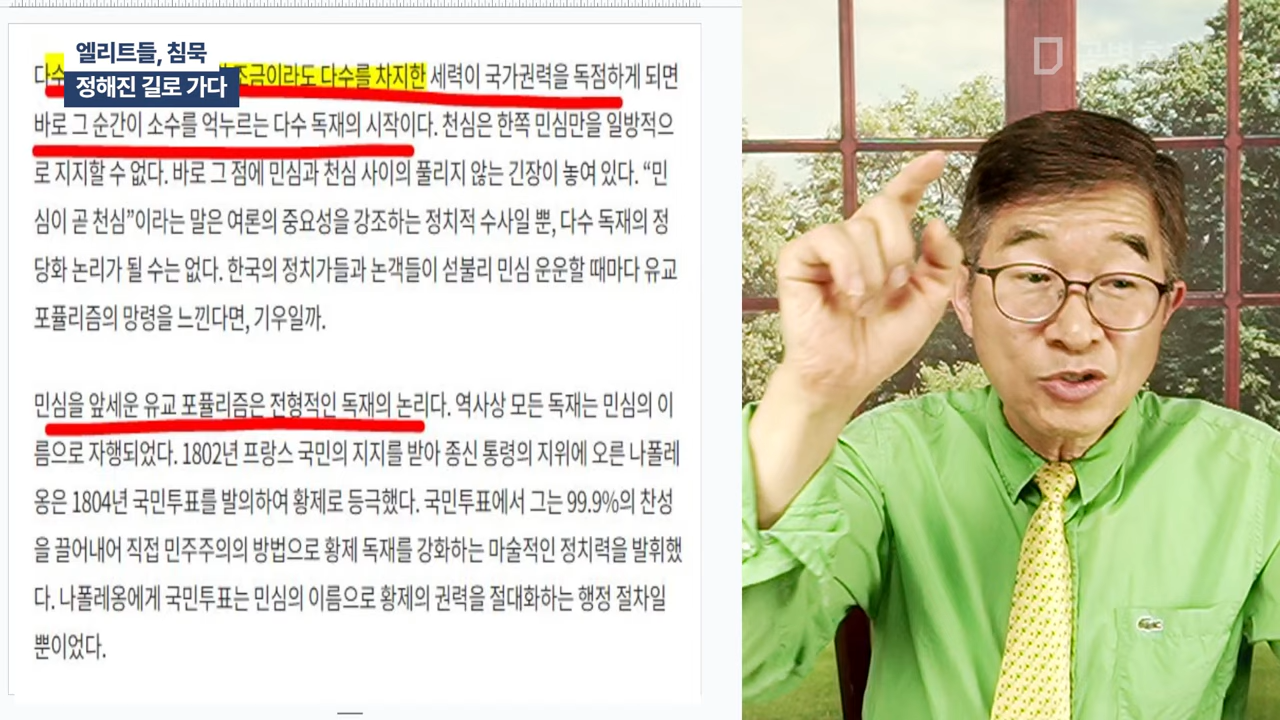 엘리트들, 침묵
정해진 길로 가다
다수 조금이라도 다수를 차지한 세력이 국가권력을 독점하게 되면
바로 그 순간이 소수를 억누르는 다수 독재의 시작이다. 천심은 한쪽 민심만을 일방적으
로 지지할 수 없다. 바로 그 점에 민심과 천심 사이의 풀리지 않는 긴장이 놓여 있다. “민
심이 곧 천심”이라는 말은 여론의 중요성을 강조하는 정치적 수사일 뿐, 다수 독재의 정
당화 논리가 될 수는 없다. 한국의 정치가들과 논객들이 섣불리 민심 운운할 때마다 유교
포퓰리즘의 망령을 느낀다면, 기우일까.
민심을 앞세운 유교 포퓰리즘은 전형적인 독재의 논리다. 역사상 모든 독재는 민심의 이
름으로 자행되었다. 1802년 프랑스 국민의 지지를 받아 종신 통령의 지위에 오른 나폴레
옹은 1804년 국민투표를 발의하여 황제로 등극했다. 국민투표에서 그는 99.9%의 찬성
을 끌어내어 직접 민주주의의 방법으로 황제 독재를 강화하는 마술적인 정치력을 발휘했
다. 나폴레옹에게 국민투표는 민심의 이름으로 황제의 권력을 절대화하는 행정 절차일
뿐이었다.